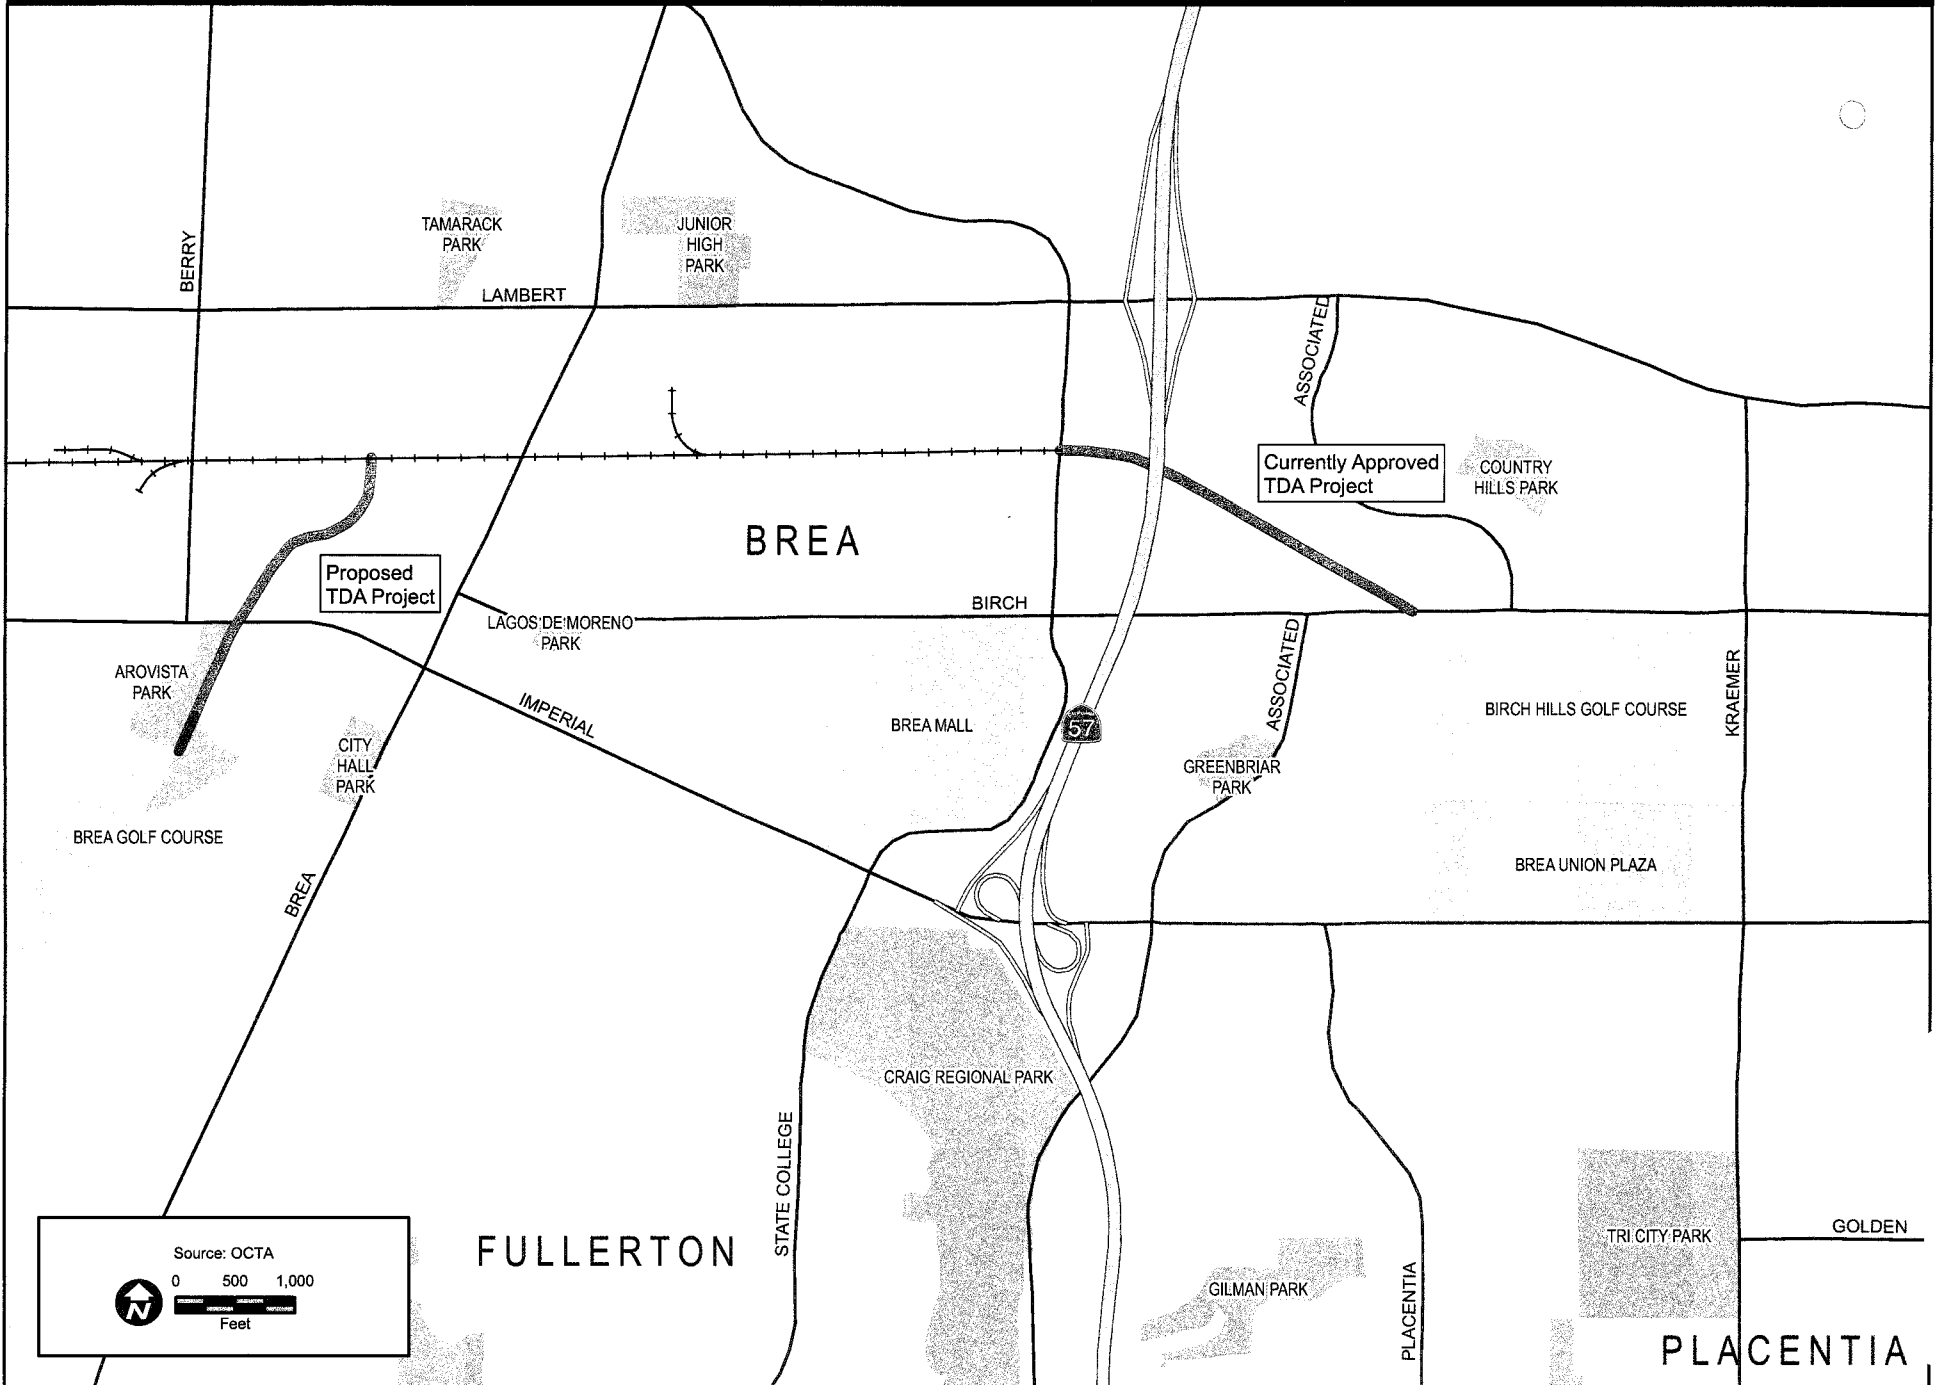 BERRY
TAMARACK
PARK
JUNIOR
HIGH
PARK
LAMBERT
ASSOCIATED
Currently Approved
TDA Project
COUNTRY
HILLS PARK
BREA
Proposed
TDA Project
LAGOS DE MORENO
PARK
BIRCH
AROVISTA
PARK
CITY
HALL
PARK
IMPERIAL
BREA MALL
57
ASSOCIATED
GREENBRIAR
PARK
BIRCH HILLS GOLF COURSE
KRAEMER
BREA GOLF COURSE
BREA
BREA UNION PLAZA
CRAIG REGIONAL PARK
STATE COLLEGE
FULLERTON
GILMAN PARK
PLACENTIA
TRI CITY PARK
GOLDEN
PLACENTIA
Source: OCTA
0 500 1,000
Feet
N